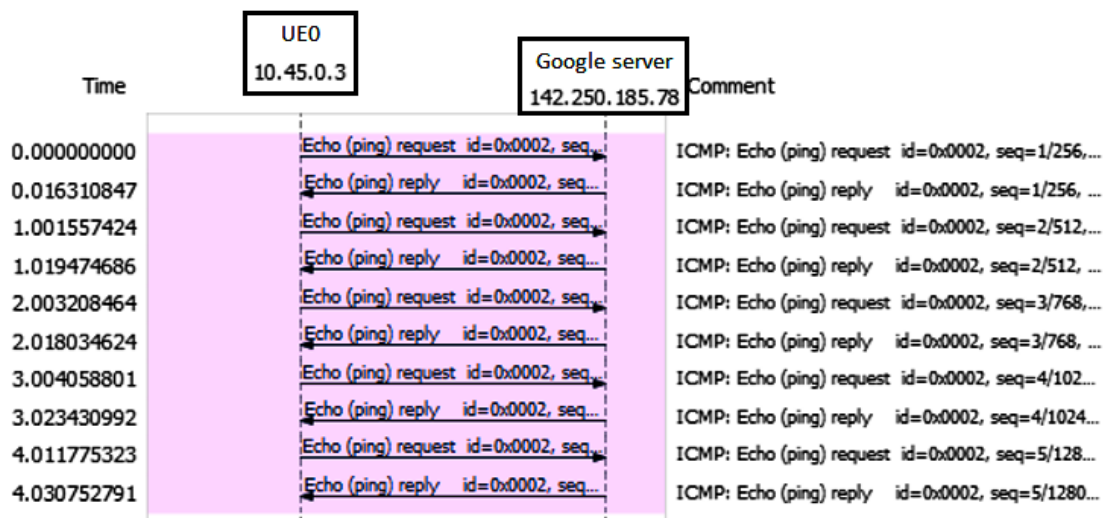 UE0
10.45.0.3
Google server
142.250.185.78
Time
Comment
0.000000000 Echo (ping) request id=0x0002, seq... ICMP: Echo (ping) request id=0x0002, seq=1/256,...
0.016310847 Echo (ping) reply id=0x0002, seq... ICMP: Echo (ping) reply id=0x0002, seq=1/256, ...
1.001557424 Echo (ping) request id=0x0002, seq... ICMP: Echo (ping) request id=0x0002, seq=2/512,...
1.019474686 Echo (ping) reply id=0x0002, seq... ICMP: Echo (ping) reply id=0x0002, seq=2/512, ...
2.003208464 Echo (ping) request id=0x0002, seq... ICMP: Echo (ping) request id=0x0002, seq=3/768,...
2.018034624 Echo (ping) reply id=0x0002, seq... ICMP: Echo (ping) reply id=0x0002, seq=3/768, ...
3.004058801 Echo (ping) request id=0x0002, seq... ICMP: Echo (ping) request id=0x0002, seq=4/102...
3.023430992 Echo (ping) reply id=0x0002, seq... ICMP: Echo (ping) reply id=0x0002, seq=4/1024...
4.011775323 Echo (ping) request id=0x0002, seq... ICMP: Echo (ping) request id=0x0002, seq=5/128...
4.030752791 Echo (ping) reply id=0x0002, seq... ICMP: Echo (ping) reply id=0x0002, seq=5/1280...